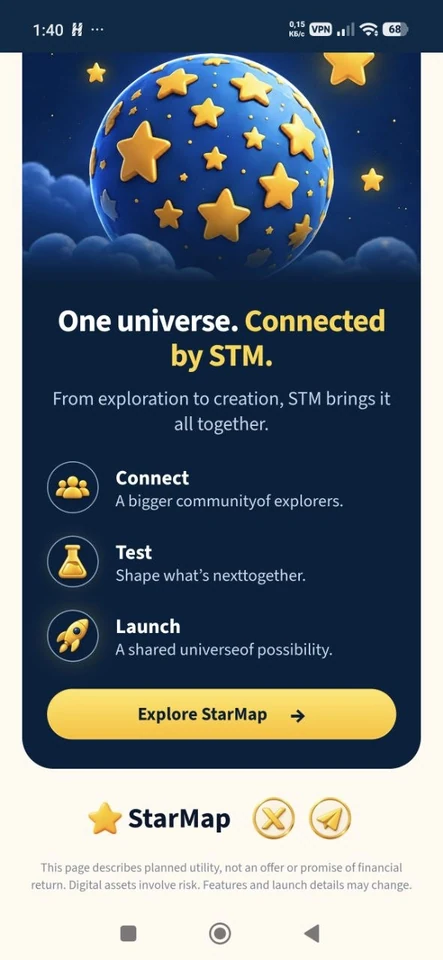 1:40
0,15
КБ/с
VPN
68
One universe. Connected
by STM.
From exploration to creation, STM brings it
all together.
Connect
A bigger communityof explorers.
Test
Shape what’s nexttogether.
Launch
A shared universeof possibility.
Explore StarMap →
StarMap
This page describes planned utility, not an offer or promise of financial
return. Digital assets involve risk. Features and launch details may change.